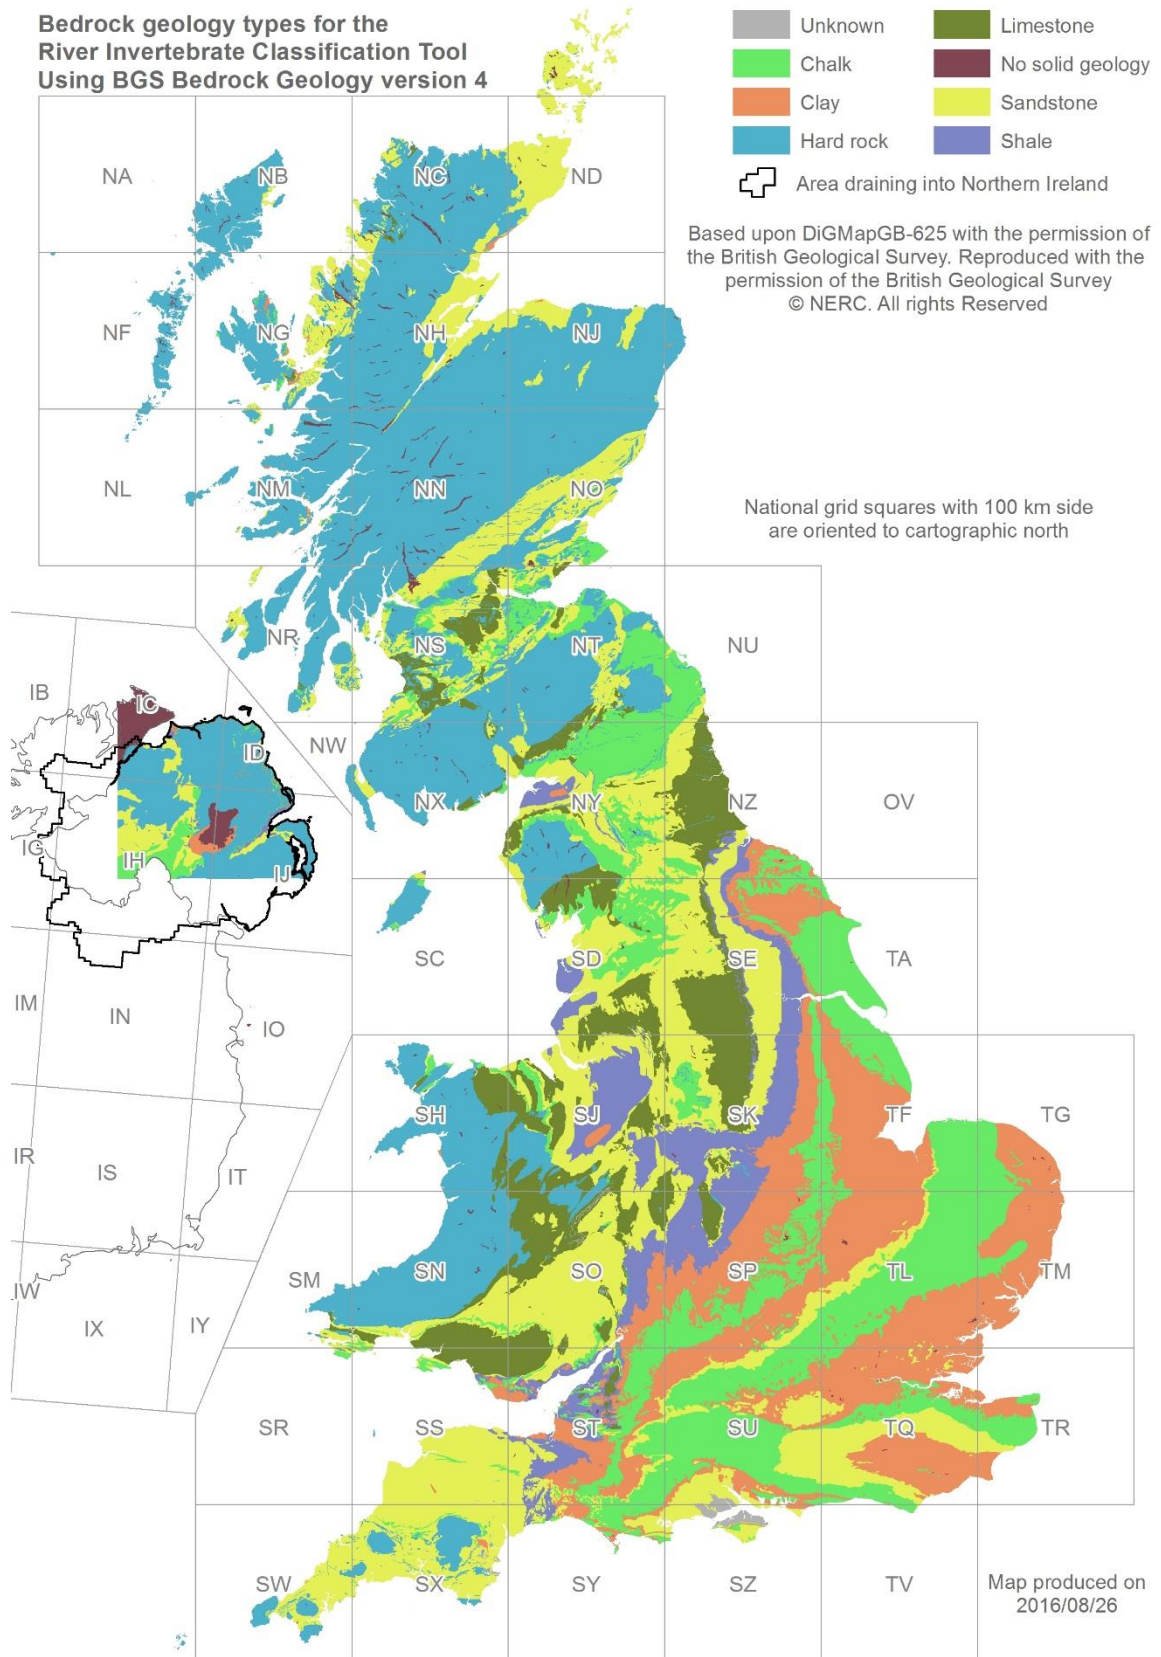 Bedrock geology types for the
River Invertebrate Classification Tool
Using BGS Bedrock Geology version 4
Unknown
Chalk
Clay
Hard rock
Limestone
No solid geology
Sandstone
Shale
Area draining into Northern Ireland
Based upon DiGMapGB-625 with the permission of
the British Geological Survey. Reproduced with the
permission of the British Geological Survey
© NERC. All rights Reserved
National grid squares with 100 km side
are oriented to cartographic north
NA
NB
NC
ND
NF
NG
NH
NJ
NL
NM
NN
NO
NR
NS
NT
NU
IB
IC
ID
NW
NX
NY
NZ
OV
IG
IH
IJ
SC
SD
SE
TA
IM
IN
IO
SH
SJ
SK
TF
TG
IR
IS
IT
SM
SN
SO
SP
TL
TM
IW
IX
IY
SR
SS
ST
SU
TQ
TR
SW
SX
SY
SZ
TV
Map produced on
2016/08/26